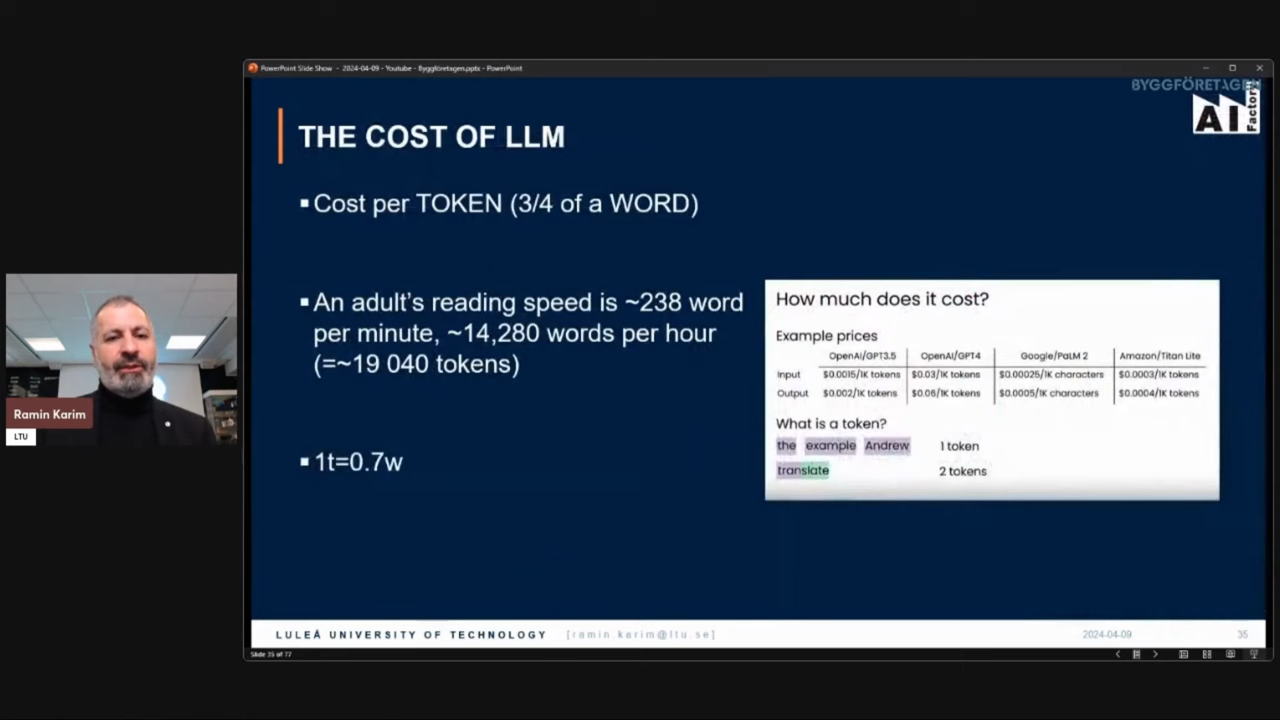 PowerPoint Slide Show - 2024-04-09 - Youtube - Byggföretagen.pptx - PowerPoint
BYGGFÖRETAGEN
AI Factory
THE COST OF LLM
▪ Cost per TOKEN (3/4 of a WORD)
▪ An adult's reading speed is ~238 word
per minute, ~14,280 words per hour
(=~19 040 tokens)
▪ 1t=0.7w
How much does it cost?
Example prices
OpenAI/GPT3.5 OpenAI/GPT4 Google/PaLM 2 Amazon/Titan Lite
Input $0.0015/1K tokens $0.03/1K tokens $0.00025/1K characters $0.0003/1K tokens
Output $0.002/1K tokens $0.06/1K tokens $0.0005/1K characters $0.0004/1K tokens
What is a token?
the example Andrew 1 token
translate 2 tokens
Ramin Karim
LTU
LULEÅ UNIVERSITY OF TECHNOLOGY [ramin.karim@ltu.se] 2024-04-09 35
Slide 35 of 77